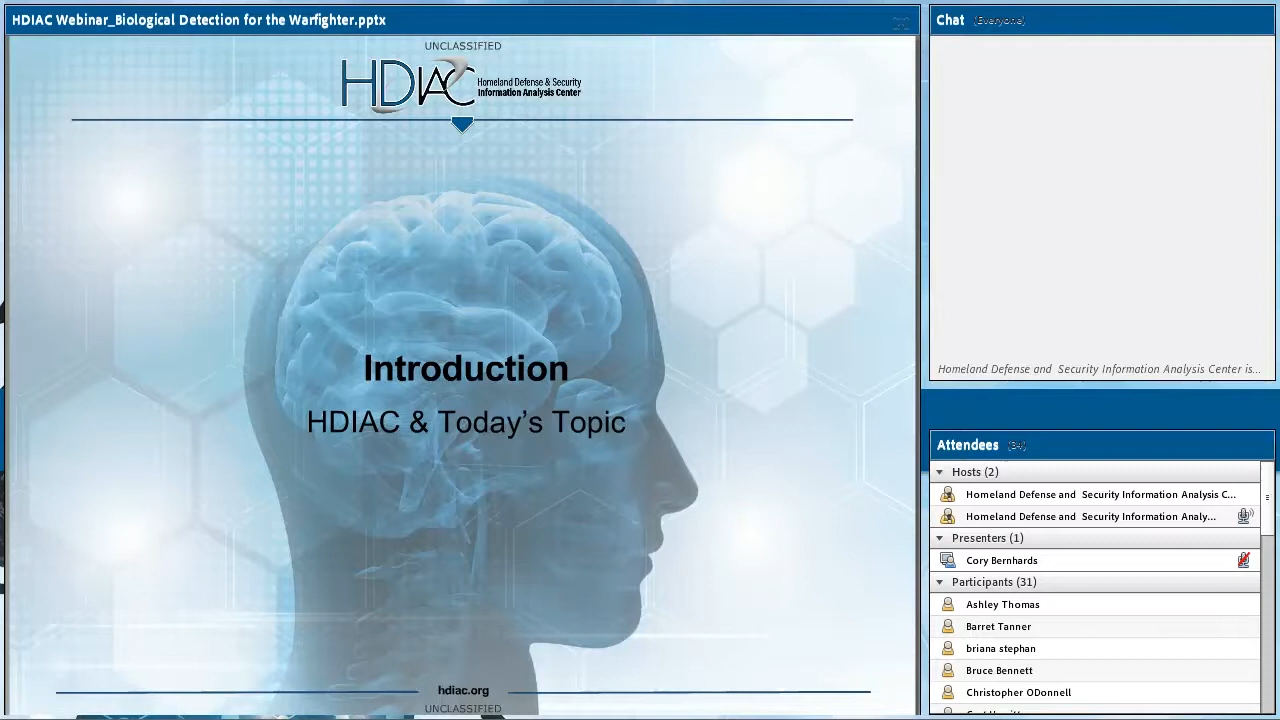 HDIAC Webinar_Biological Detection for the Warfighter.pptx
UNCLASSIFIED
HDIAC
Homeland Defense & Security
Information Analysis Center
Introduction
HDIAC & Today's Topic
hdiac.org
UNCLASSIFIED
Chat (Everyone)
Homeland Defense and Security Information Analysis Center is...
Attendees (34)
Hosts (2)
Homeland Defense and Security Information Analysis C...
Homeland Defense and Security Information Analy...
Presenters (1)
Cory Bernhards
Participants (31)
Ashley Thomas
Barret Tanner
briana stephan
Bruce Bennett
Christopher ODonnell